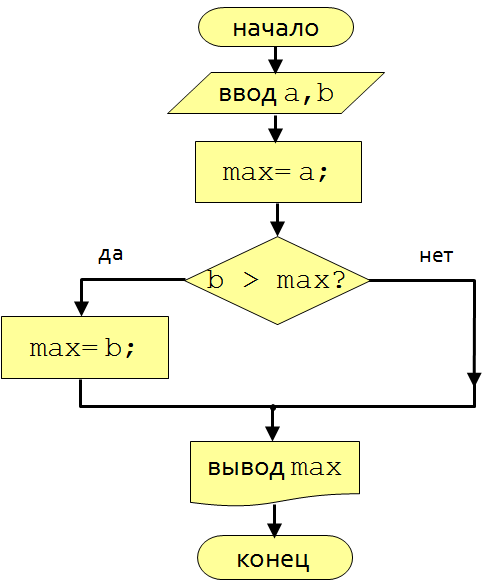 начало
ввод a,b
max= a;
b > max?
да
нет
max= b;
вывод max
конец